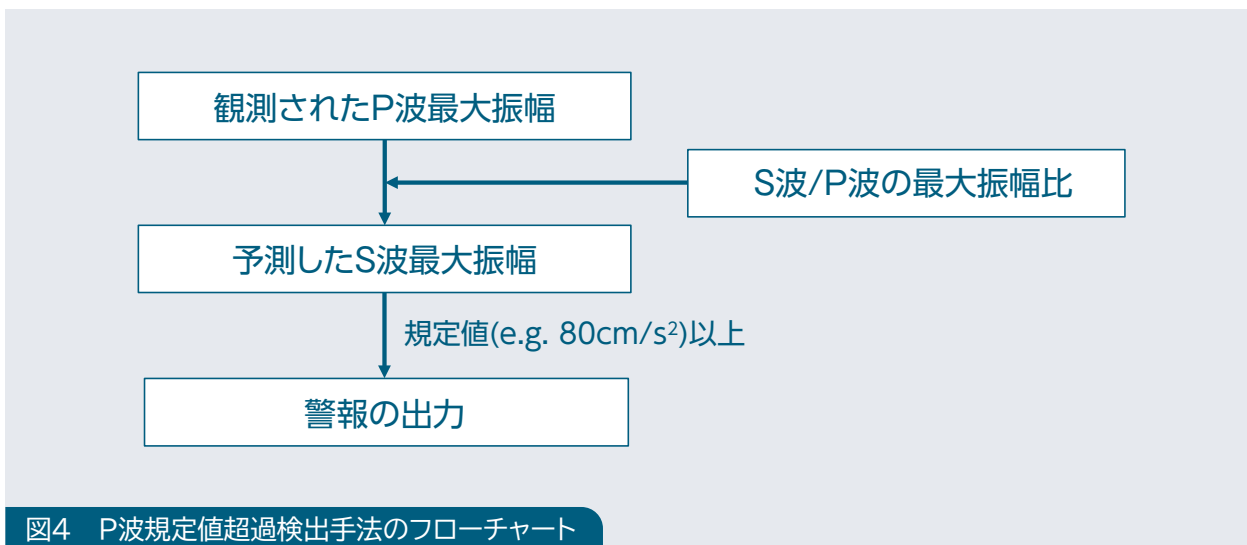 観測されたP波最大振幅
S波/P波の最大振幅比
予測したS波最大振幅
規定値(e.g. 80cm/s²)以上
警報の出力
図4 P波規定値超過検出手法のフローチャート